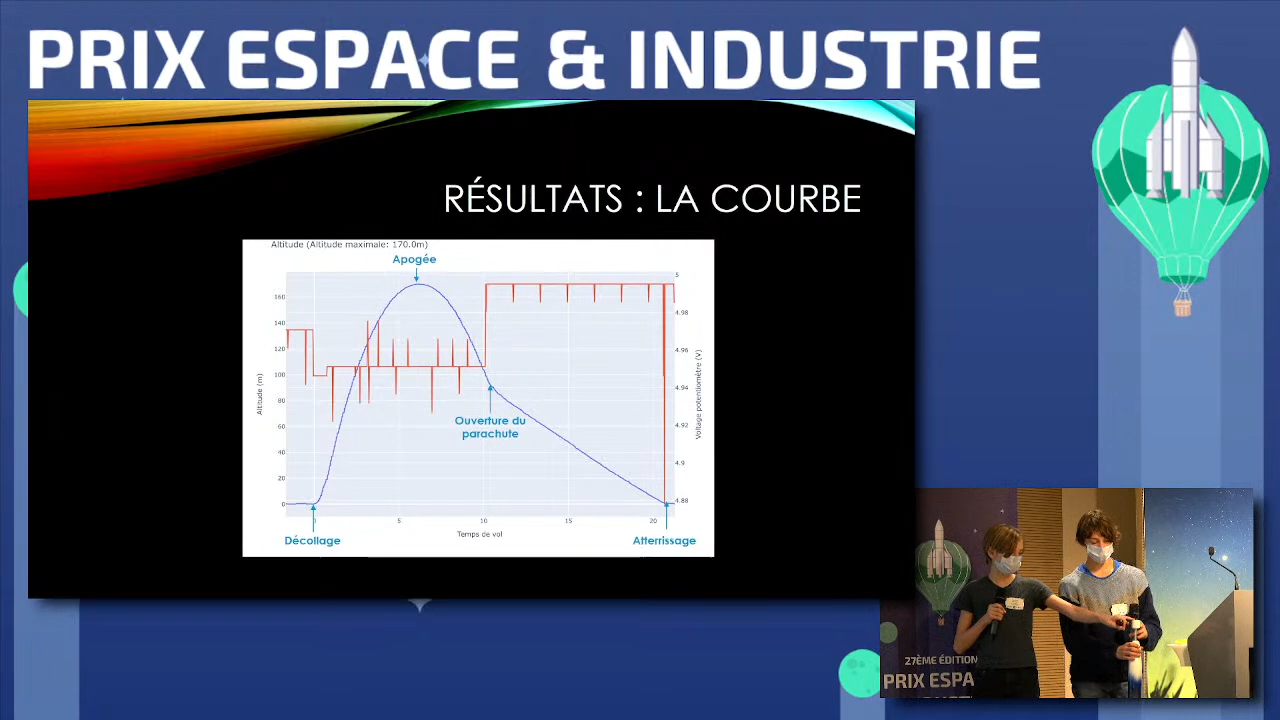 PRIX ESPACE & INDUSTRIE
RÉSULTATS : LA COURBE
Altitude (Altitude maximale: 170.0m)
Apogée
160
140
120
100
80
60
40
20
0
Altitude (m)
5
4.98
4.96
4.94
4.92
4.9
4.88
Voltage potentiomètre (V)
Ouverture du
parachute
0
5
10
15
20
Temps de vol
Décollage
Atterrissage
27ÈME ÉDITION
PRIX ESPA